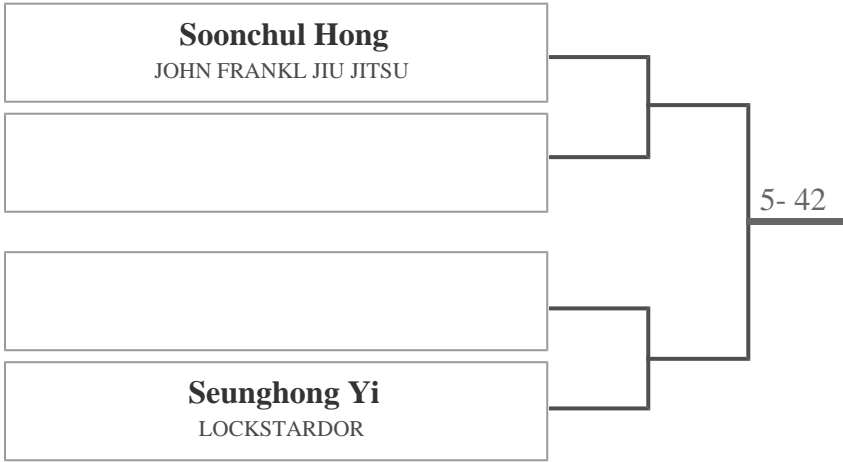 Soonchul Hong
JOHN FRANKL JIU JITSU
5- 42
Seunghong Yi
LOCKSTARDOR